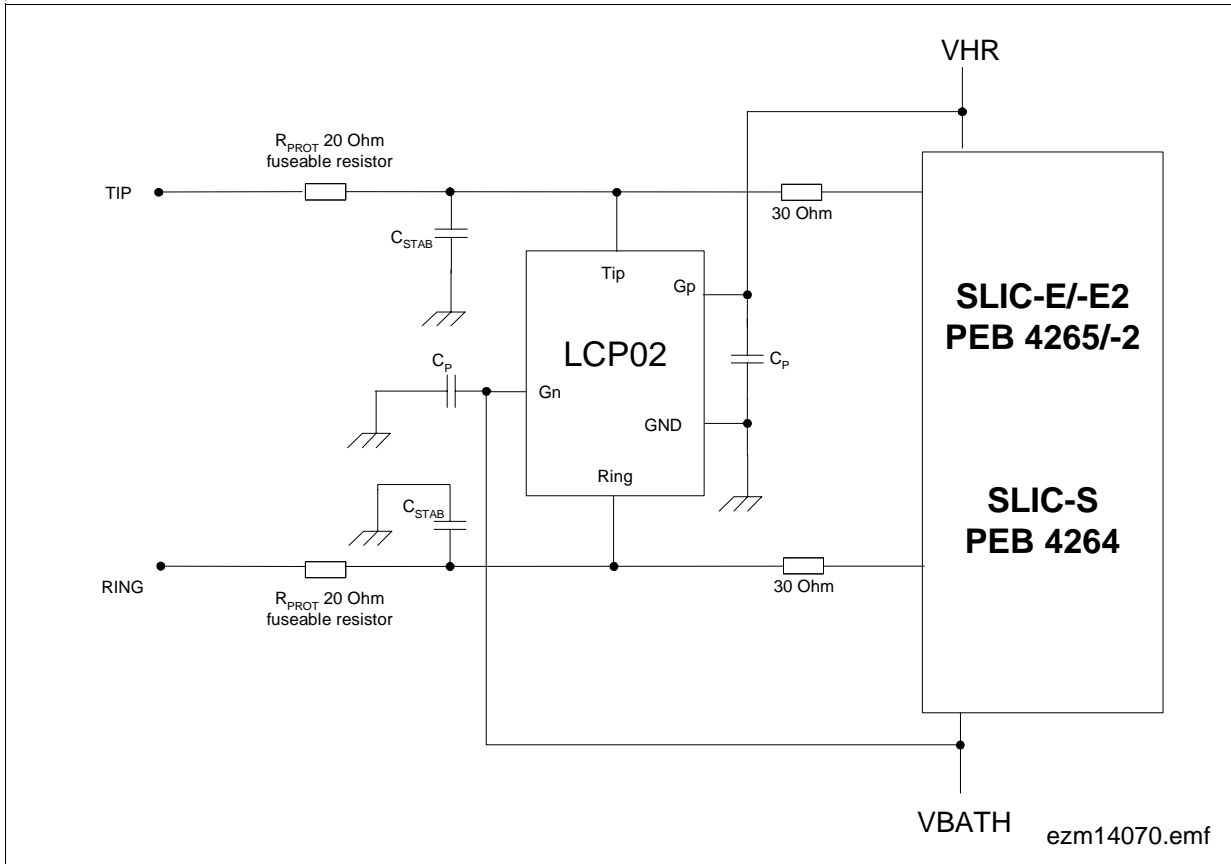 VHR
R_PROT 20 Ohm
fuseable resistor
TIP
30 Ohm
C_STAB
Tip
Gp
SLIC-E/-E2
PEB 4265/-2
LCP02
C_P
C_P
Gn
GND
Ring
SLIC-S
PEB 4264
C_STAB
RING
30 Ohm
R_PROT 20 Ohm
fuseable resistor
VBATH
ezm14070.emf